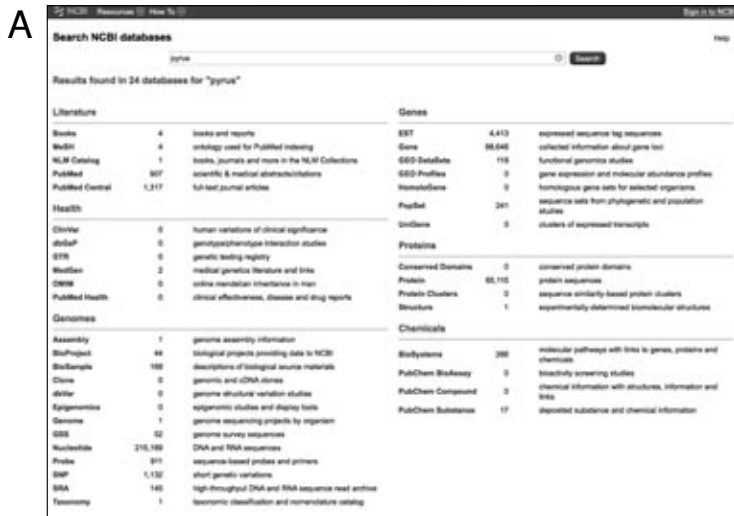 A
NCBI Resources How To Sign in to NCBI
Search NCBI databases Help
pyrus Search
Results found in 24 databases for "pyrus"
Literature
Books 4 books and reports
MeSH 4 ontology used for PubMed indexing
NLM Catalog 1 books, journals and more in the NLM Collections
PubMed 907 scientific & medical abstracts/citations
PubMed Central 1,317 full-text journal articles
Health
ClinVar 0 human variations of clinical significance
dbGaP 0 genotype/phenotype interaction studies
GTR 0 genetic testing registry
MedGen 2 medical genetics literature and links
OMIM 0 online mendelian inheritance in man
PubMed Health 0 clinical effectiveness, disease and drug reports
Genomes
Assembly 1 genome assembly information
BioProject 44 biological projects providing data to NCBI
BioSample descriptions of biological source materials
Clone 0 genomic and cDNA clones
dbVar 0 genome structural variation studies
Epigenomics 0 epigenomic studies and display tools
Genome 1 genome sequencing projects by organism
GSS 52 genome survey sequences
Nucleotide DNA and RNA sequences
Probe 911 sequence-based probes and primers
SNP 1,132 short genetic variations
SRA 145 high-throughput DNA and RNA sequence read archive
Taxonomy 1 taxonomic classification and nomenclature catalog
Genes
EST 4,413 expressed sequence tag sequences
Gene collected information about gene loci
GEO DataSets functional genomics studies
GEO Profiles 0 gene expression and molecular abundance profiles
HomoloGene 0 homologous gene sets for selected organisms
PopSet 241 sequence sets from phylogenetic and population
studies
UniGene clusters of expressed transcripts
Proteins
Conserved Domains 0 conserved protein domains
Protein protein sequences
Protein Clusters sequence similarity-based protein clusters
Structure 1 experimentally-determined biomolecular structures
Chemicals
BioSystems molecular pathways with links to genes, proteins and
chemicals
PubChem BioAssay bioactivity screening studies
PubChem Compound chemical information with structures, information and
links
PubChem Substance 17 deposited substance and chemical information